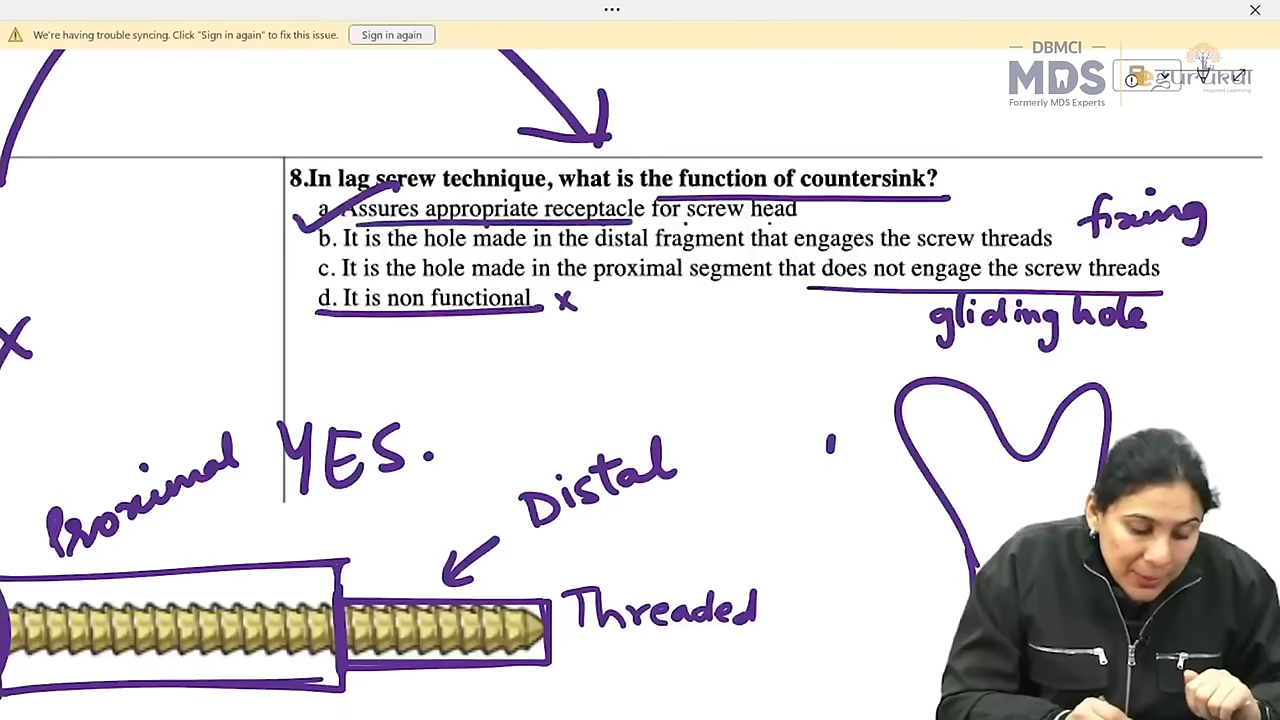 We're having trouble syncing. Click "Sign in again" to fix this issue. Sign in again
DBMCI
MDS
Formerly MDS Experts
Inspired Learning
8.In lag screw technique, what is the function of countersink?
a. Assures appropriate receptacle for screw head
b. It is the hole made in the distal fragment that engages the screw threads
fixing
c. It is the hole made in the proximal segment that does not engage the screw threads
d. It is non functional x
gliding hole
x
Proximal
YES.
Distal
Threaded